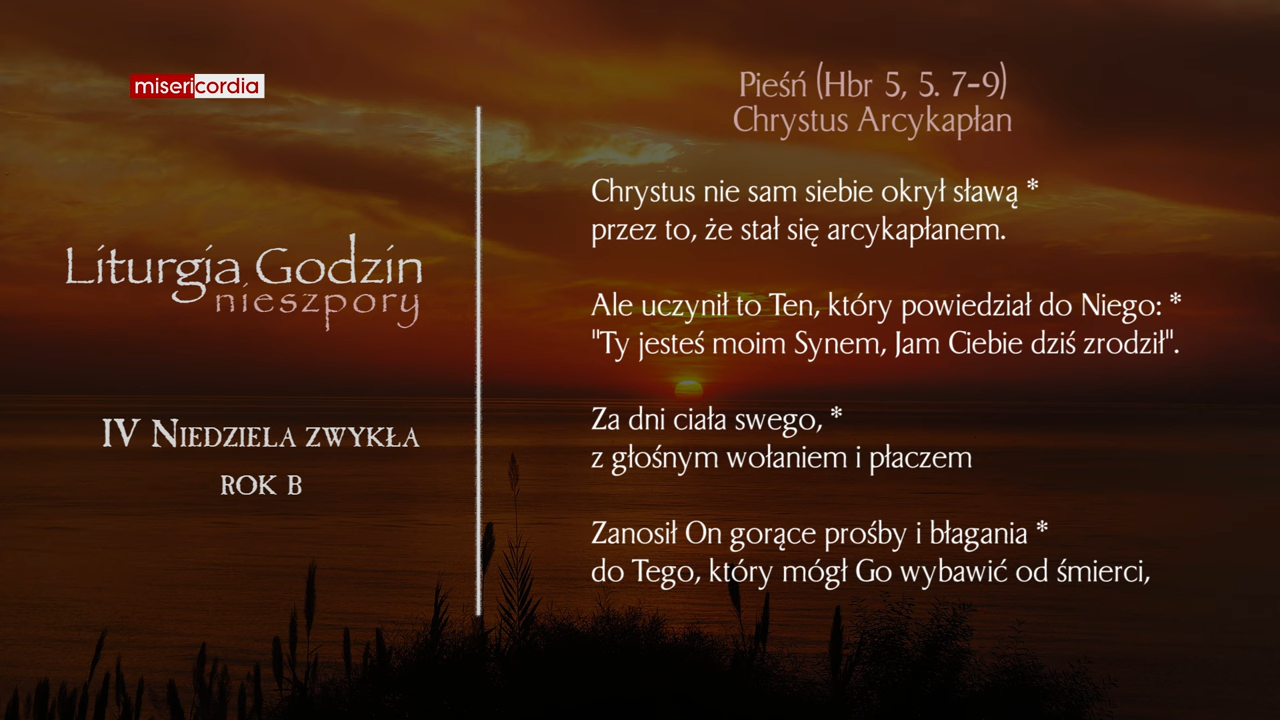 misericordia
Liturgia Godzin
nieszpory
IV Niedziela zwykła
rok B
Pieśń (Hbr 5, 5. 7-9)
Chrystus Arcykapłan
Chrystus nie sam siebie okrył sławą *
przez to, że stał się arcykapłanem.
Ale uczynił to Ten, który powiedział do Niego: *
"Ty jesteś moim Synem, Jam Ciebie dziś zrodził".
Za dni ciała swego, *
z głośnym wołaniem i płaczem
Zanosił On gorące prośby i błagania *
do Tego, który mógł Go wybawić od śmierci,